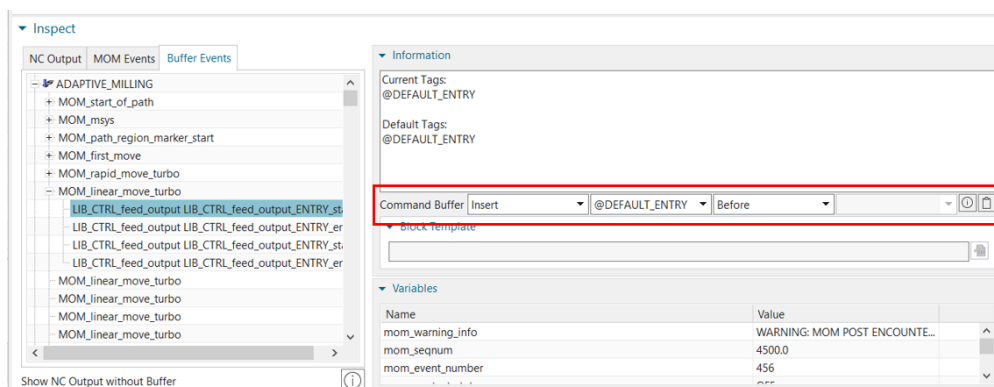 Inspect
NC Output MOM Events Buffer Events
ADAPTIVE_MILLING
MOM_start_of_path
MOM_msys
MOM_path_region_marker_start
MOM_first_move
MOM_rapid_move_turbo
MOM_linear_move_turbo
LIB_CTRL_feed_output LIB_CTRL_feed_output_ENTRY_st
LIB_CTRL_feed_output LIB_CTRL_feed_output_ENTRY_er
LIB_CTRL_feed_output LIB_CTRL_feed_output_ENTRY_st
LIB_CTRL_feed_output LIB_CTRL_feed_output_ENTRY_er
MOM_linear_move_turbo
MOM_linear_move_turbo
MOM_linear_move_turbo
MOM_linear_move_turbo
Show NC Output without Buffer
Information
Current Tags:
@DEFAULT_ENTRY
Default Tags:
@DEFAULT_ENTRY
Command Buffer Insert @DEFAULT_ENTRY Before
Block Template
Variables
Name Value
mom_warning_info WARNING: MOM POST ENCOUNTE...
mom_seqnum 4500.0
mom_event_number 456